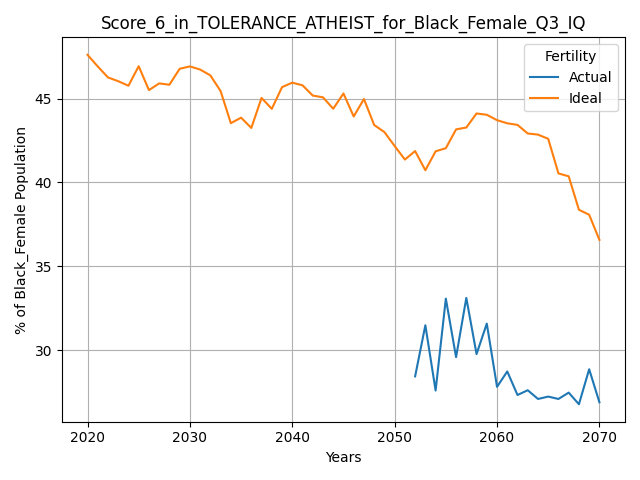 Score_6_in_TOLERANCE_ATHEIST_for_Black_Female_Q3_IQ
Fertility
Actual
Ideal
% of Black_Female Population
45
40
35
30
2020
2030
2040
2050
2060
2070
Years